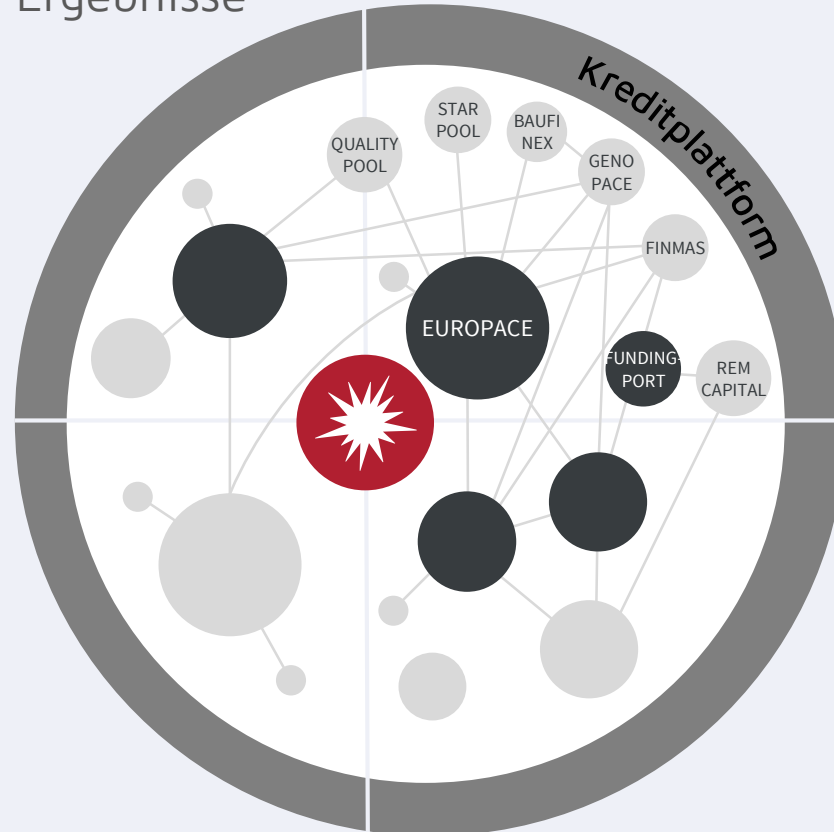 Ergebnisse
Kreditplattform
STAR
POOL
BAUFI
NEX
QUALITY
POOL
GENO
PACE
FINMAS
EUROPACE
FUNDING-
PORT
REM
CAPITAL